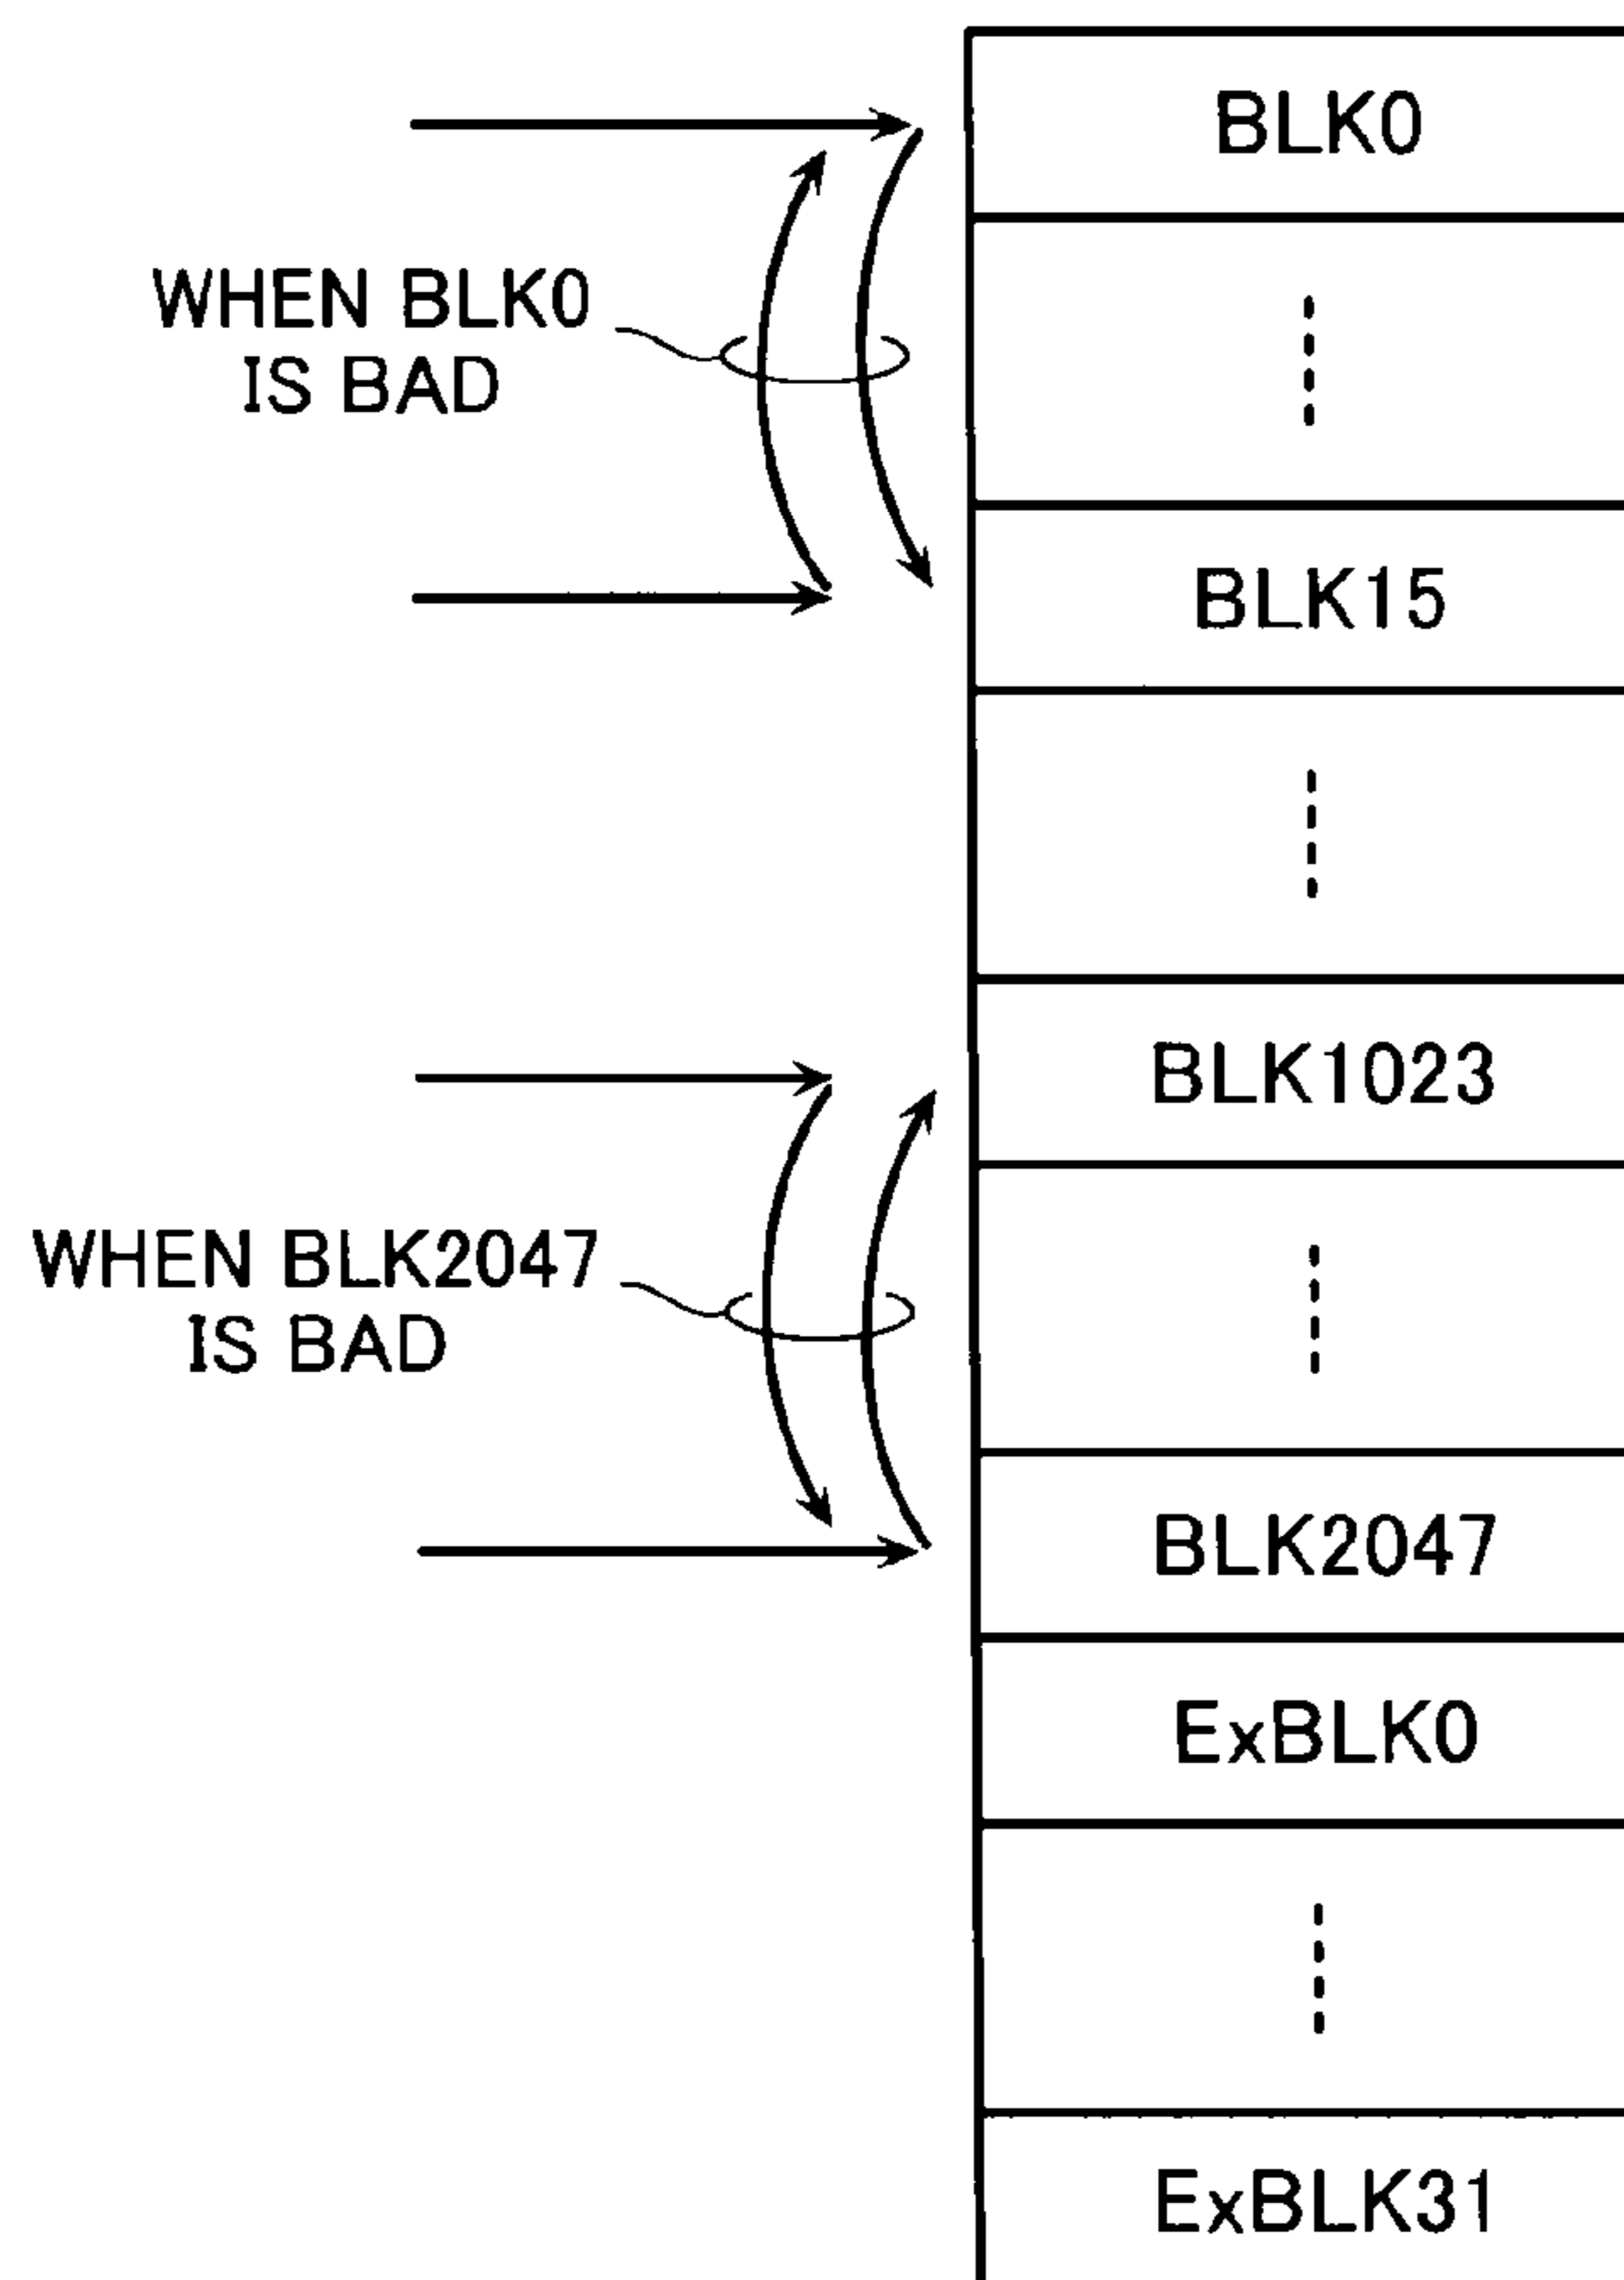 BLK0
WHEN BLK0
IS BAD
BLK15
BLK1023
WHEN BLK2047
IS BAD
BLK2047
ExBLK0
ExBLK31